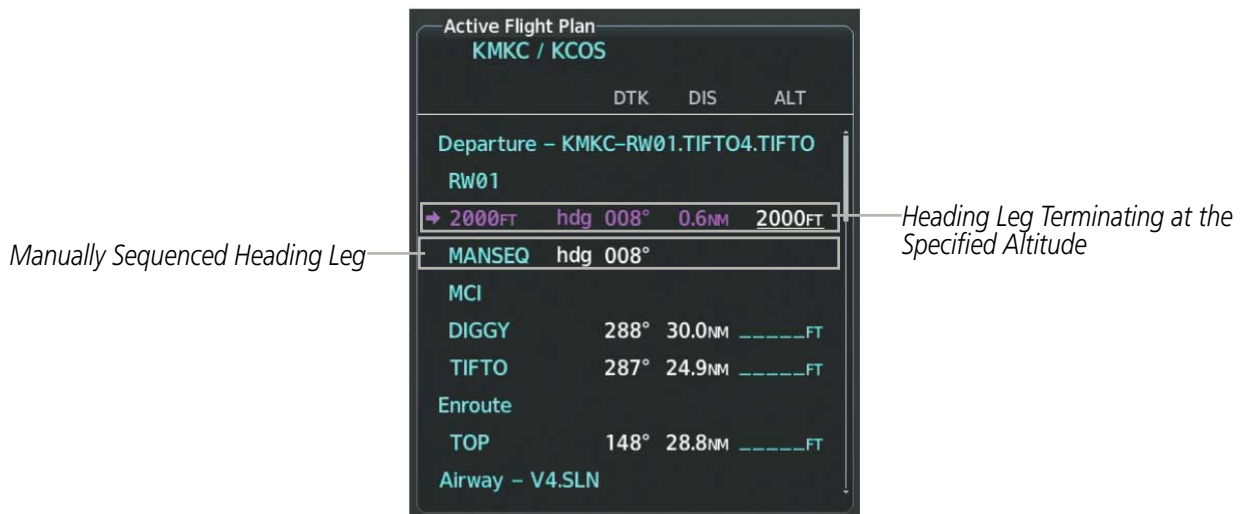 Active Flight Plan
KMKC / KCOS
DTK DIS ALT
Departure – KMKC–RW01.TIFTO4.TIFTO
RW01
2000FT hdg 008° 0.6NM 2000FT
Heading Leg Terminating at the
Specified Altitude
Manually Sequenced Heading Leg
MANSEQ hdg 008°
MCI
DIGGY 288° 30.0NM _____FT
TIFTO 287° 24.9NM _____FT
Enroute
TOP 148° 28.8NM _____FT
Airway – V4.SLN